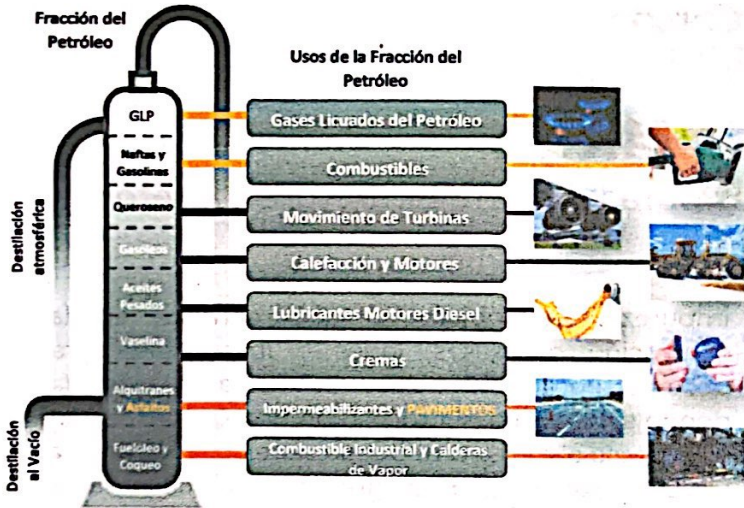 Fracción del
Petróleo
Usos de la Fracción del
Petróleo
Destilación
atmosférica
Destilación
al Vacío
GLP
Gases Licuados del Petróleo
Naftas y
Gasolinas
Combustibles
Queroseno
Movimiento de Turbinas
Gasóleos
Calefacción y Motores
Aceites
Pesados
Lubricantes Motores Diesel
Vaselina
Cremas
Alquitranes
y Asfaltos
Impermeabilizantes y PAVIMENTOS
Fuelóleo y
Coqueo
Combustible Industrial y Calderas
de Vapor